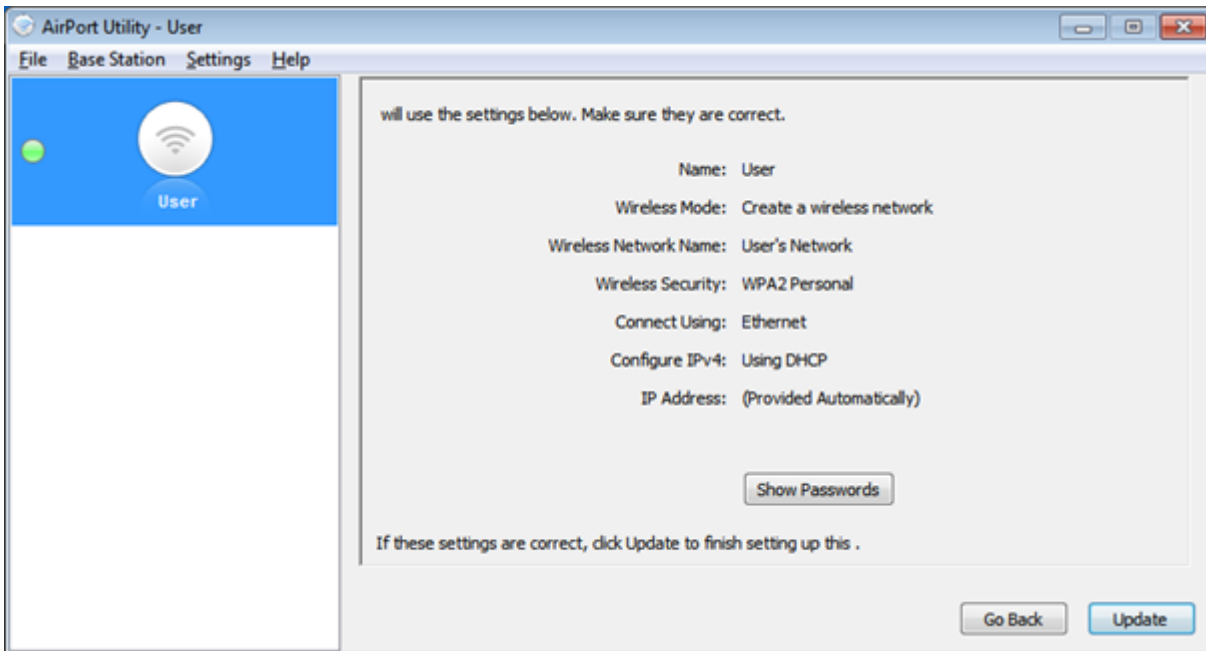 AirPort Utility - User
File Base Station Settings Help
User
will use the settings below. Make sure they are correct.
Name: User
Wireless Mode: Create a wireless network
Wireless Network Name: User's Network
Wireless Security: WPA2 Personal
Connect Using: Ethernet
Configure IPv4: Using DHCP
IP Address: (Provided Automatically)
Show Passwords
If these settings are correct, click Update to finish setting up this .
Go Back Update